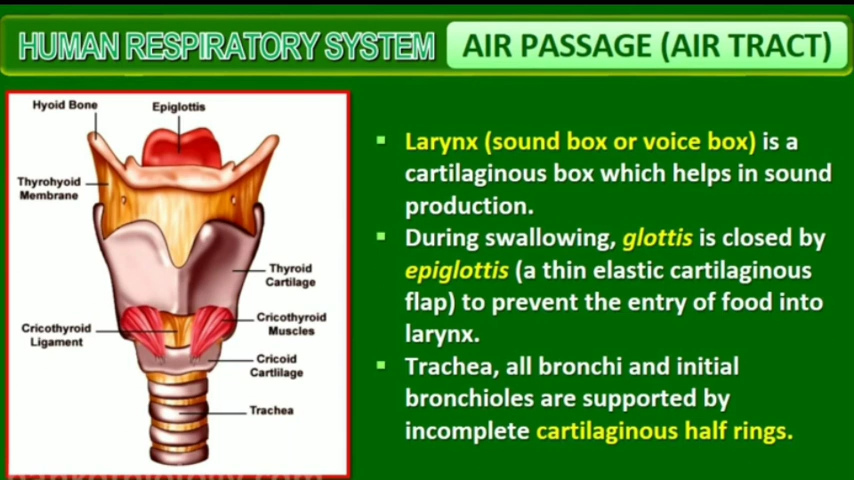 HUMAN RESPIRATORY SYSTEM
AIR PASSAGE (AIR TRACT)
Hyoid Bone
Epiglottis
Thyrohyoid
Membrane
Thyroid
Cartilage
Cricothyroid
Ligament
Cricothyroid
Muscles
Cricoid
Cartlilage
Trachea
Larynx (sound box or voice box) is a
cartilaginous box which helps in sound
production.
During swallowing, glottis is closed by
epiglottis (a thin elastic cartilaginous
flap) to prevent the entry of food into
larynx.
Trachea, all bronchi and initial
bronchioles are supported by
incomplete cartilaginous half rings.